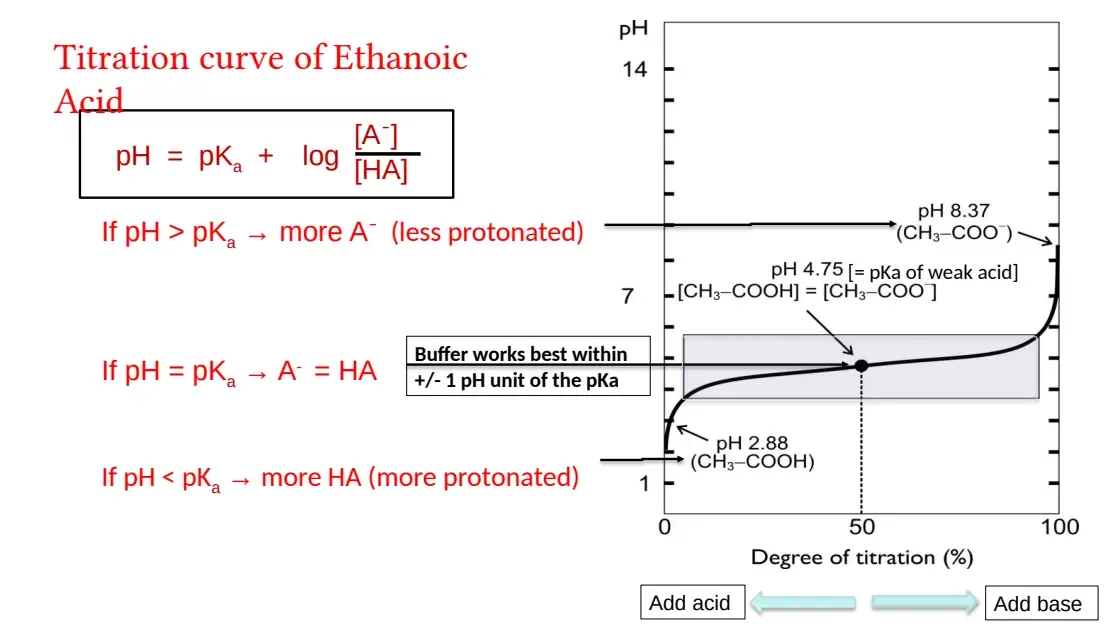 Titration curve of Ethanoic
Acid
pH = pKₐ + log [A⁻]
[HA]
If pH > pKₐ → more A⁻ (less protonated)
If pH = pKₐ → A⁻ = HA
If pH < pKₐ → more HA (more protonated)
Buffer works best within
+/- 1 pH unit of the pKa
pH
14
7
1
pH 8.37
(CH₃–COO⁻)
pH 4.75 [= pKa of weak acid]
[CH₃–COOH] = [CH₃–COO⁻]
pH 2.88
(CH₃–COOH)
0 50 100
Degree of titration (%)
Add acid
Add base